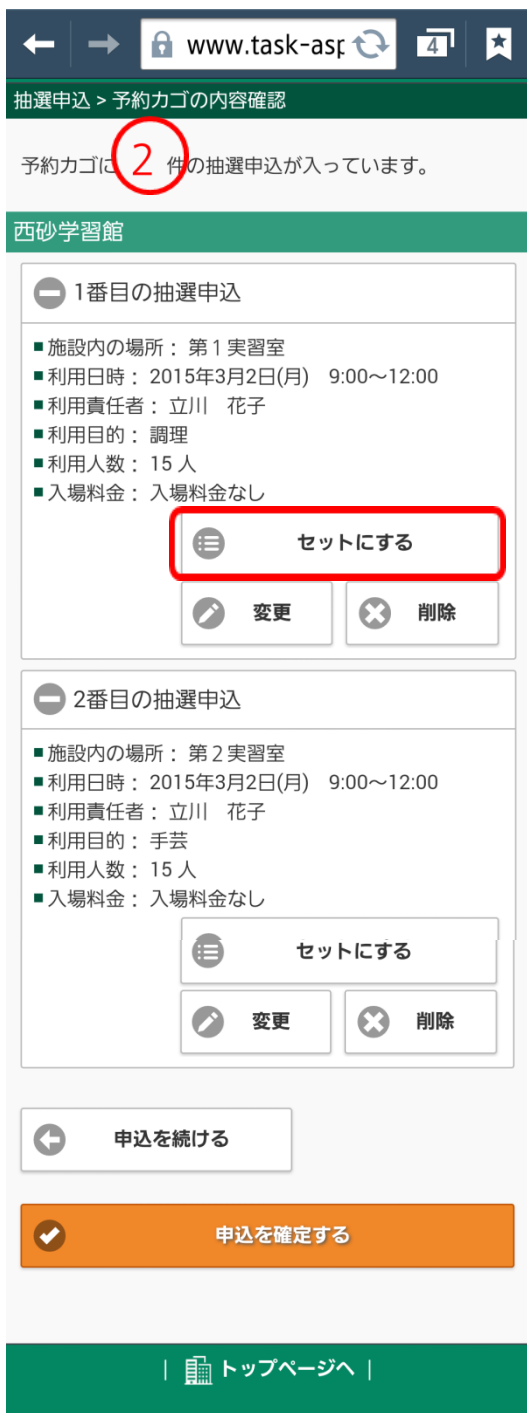 www.task-asp
4
抽選申込 > 予約カゴの内容確認
予約カゴに 2 件の抽選申込が入っています。
西砂学習館
1番目の抽選申込
■施設内の場所： 第１実習室
■利用日時： 2015年3月2日(月)　9:00～12:00
■利用責任者： 立川　花子
■利用目的： 調理
■利用人数： 15 人
■入場料金： 入場料金なし
セットにする
変更 削除
2番目の抽選申込
■施設内の場所： 第２実習室
■利用日時： 2015年3月2日(月)　9:00～12:00
■利用責任者： 立川　花子
■利用目的： 手芸
■利用人数： 15 人
■入場料金： 入場料金なし
セットにする
変更 削除
申込を続ける
申込を確定する
| トップページへ |